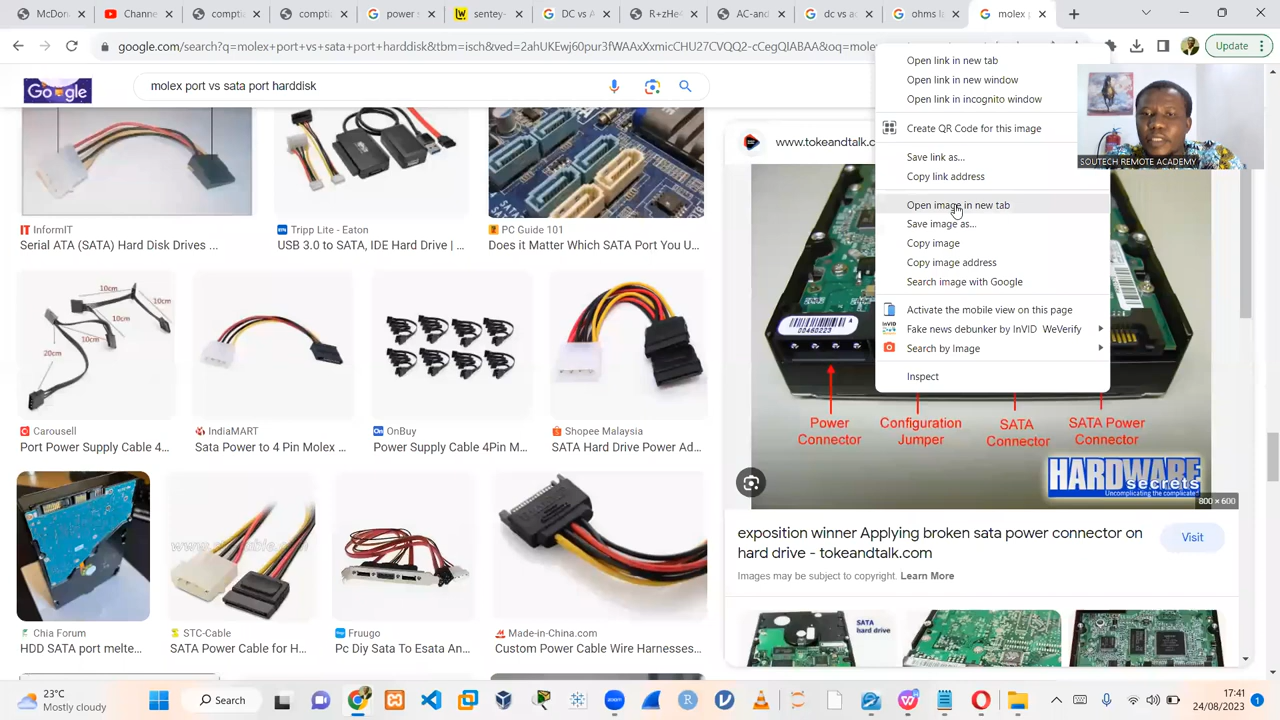 McDon
Channe
compti
compti
power s
sentey-
DC vs A
R+zHe4
AC-and
dc vs ac
ohms l
molex p
google.com/search?q=molex+port+vs+sata+port+harddisk&tbm=isch&ved=2ahUKEwj60pur3fWAAxXxmicCHU27CVQQ2-cCegQIABAA&oq=mole
Update
Google
molex port vs sata port harddisk
Open link in new tab
Open link in new window
Open link in incognito window
Create QR Code for this image
Save link as...
Copy link address
Open image in new tab
Save image as...
Copy image
Copy image address
Search image with Google
Activate the mobile view on this page
Fake news debunker by InVID WeVerify
Search by Image
Inspect
SOUTECH REMOTE ACADEMY
www.tokeandtalk.c
InformIT
Serial ATA (SATA) Hard Disk Drives ...
Tripp Lite - Eaton
USB 3.0 to SATA, IDE Hard Drive | ...
PC Guide 101
Does it Matter Which SATA Port You U...
10cm
10cm
10cm
20cm
Carousell
Port Power Supply Cable 4...
IndiaMART
Sata Power to 4 Pin Molex ...
OnBuy
Power Supply Cable 4Pin M...
Shopee Malaysia
SATA Hard Drive Power Ad...
Chia Forum
HDD SATA port melte...
STC-Cable
SATA Power Cable for H...
Fruugo
Pc Diy Sata To Esata An...
Made-in-China.com
Custom Power Cable Wire Harnesses...
00460223
Power Connector
Configuration Jumper
SATA Connector
SATA Power Connector
HARDWARE
secrets
Uncomplicating the complicated
800 × 600
exposition winner Applying broken sata power connector on
hard drive - tokeandtalk.com
Visit
Images may be subject to copyright. Learn More
SATA
hard drive
23°C
Mostly cloudy
Search
17:41
24/08/2023
1